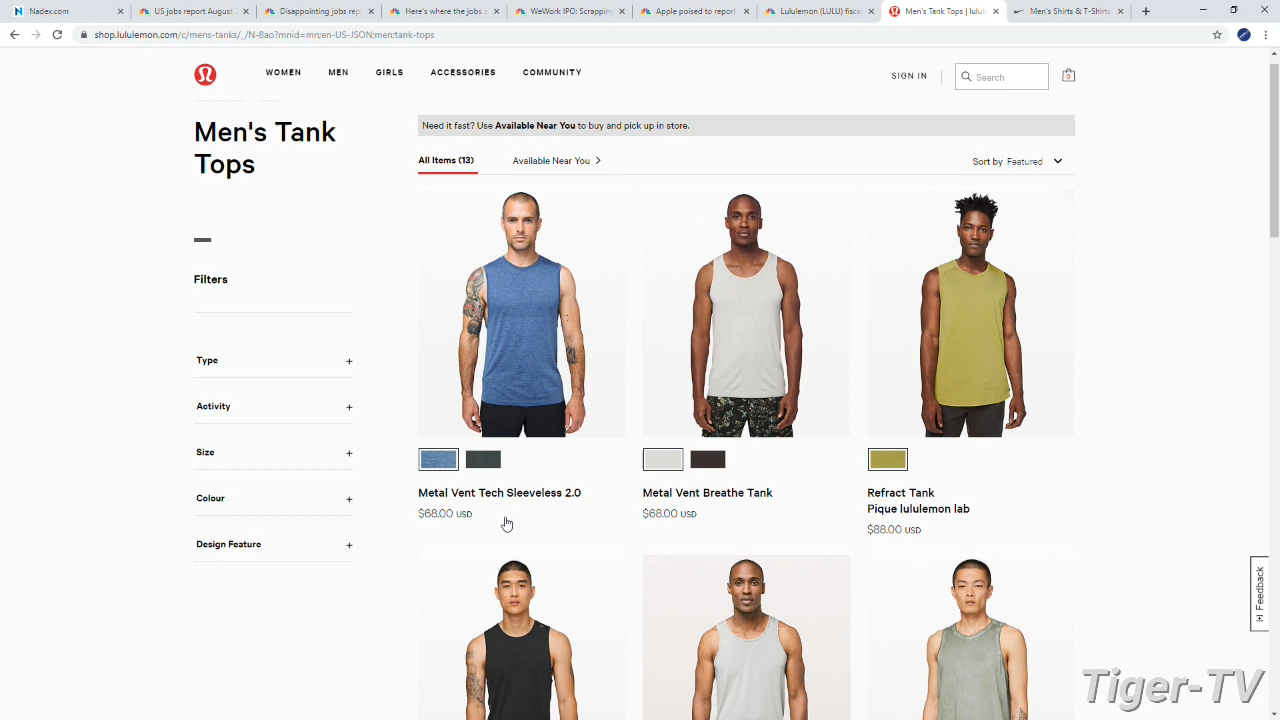 Nadex.com
US jobs report August 2
Disappointing jobs repo
Here's where the jobs a
WeWork IPO: Scrapping
Apple poised to report
Lululemon (LULU) fiscal
Men's Tank Tops | lulule
Men's Shirts & T-Shirts.
shop.lululemon.com/c/mens-tanks/_/N-8ao?mnid=mn;en-US-JSON;men;tank-tops
WOMEN MEN GIRLS ACCESSORIES COMMUNITY
SIGN IN
Search
0
Men's Tank
Tops
Need it fast? Use Available Near You to buy and pick up in store.
All Items (13) Available Near You >
Sort by Featured
Filters
Type +
Activity +
Size +
Colour +
Design Feature +
Metal Vent Tech Sleeveless 2.0
$68.00 USD
Metal Vent Breathe Tank
$68.00 USD
Refract Tank
Pique lululemon lab
$88.00 USD
Feedback
Tiger-TV